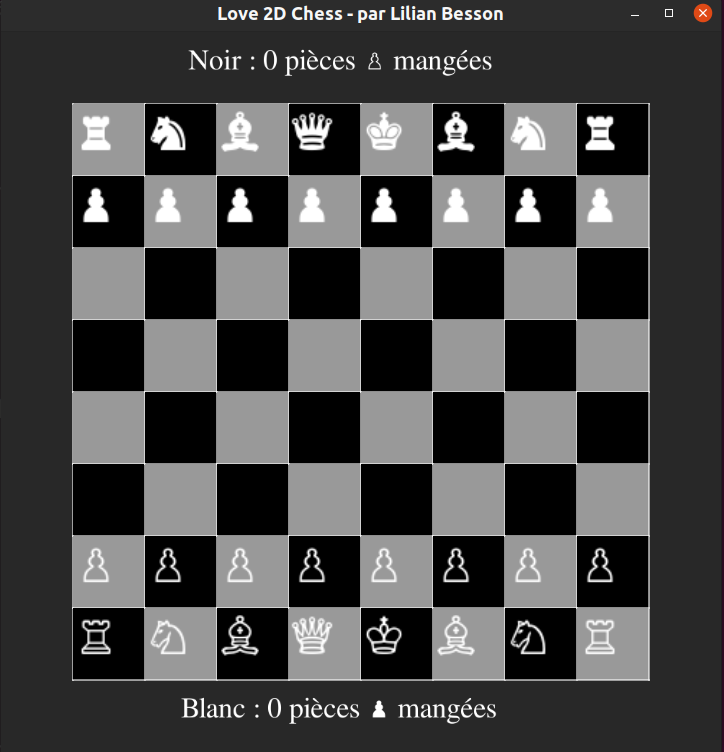 Love 2D Chess - par Lilian Besson
Noir : 0 pièces ♙ mangées
Blanc : 0 pièces ♟ mangées